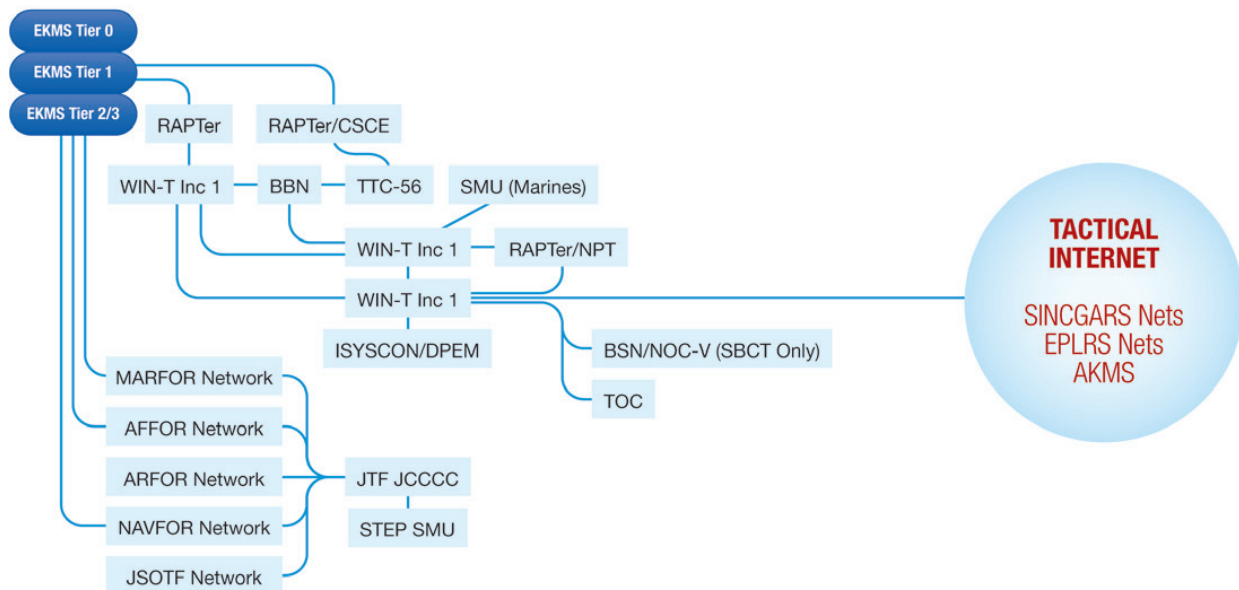 EKMS Tier 0
EKMS Tier 1
EKMS Tier 2/3
RAPTer
RAPTer/CSCE
WIN-T Inc 1
BBN
TTC-56
SMU (Marines)
WIN-T Inc 1
RAPTer/NPT
WIN-T Inc 1
ISYSCON/DPEM
BSN/NOC-V (SBCT Only)
TOC
MARFOR Network
AFFOR Network
ARFOR Network
JTF JCCCC
NAVFOR Network
STEP SMU
JSOTF Network
TACTICAL
INTERNET
SINCGARS Nets
EPLRS Nets
AKMS